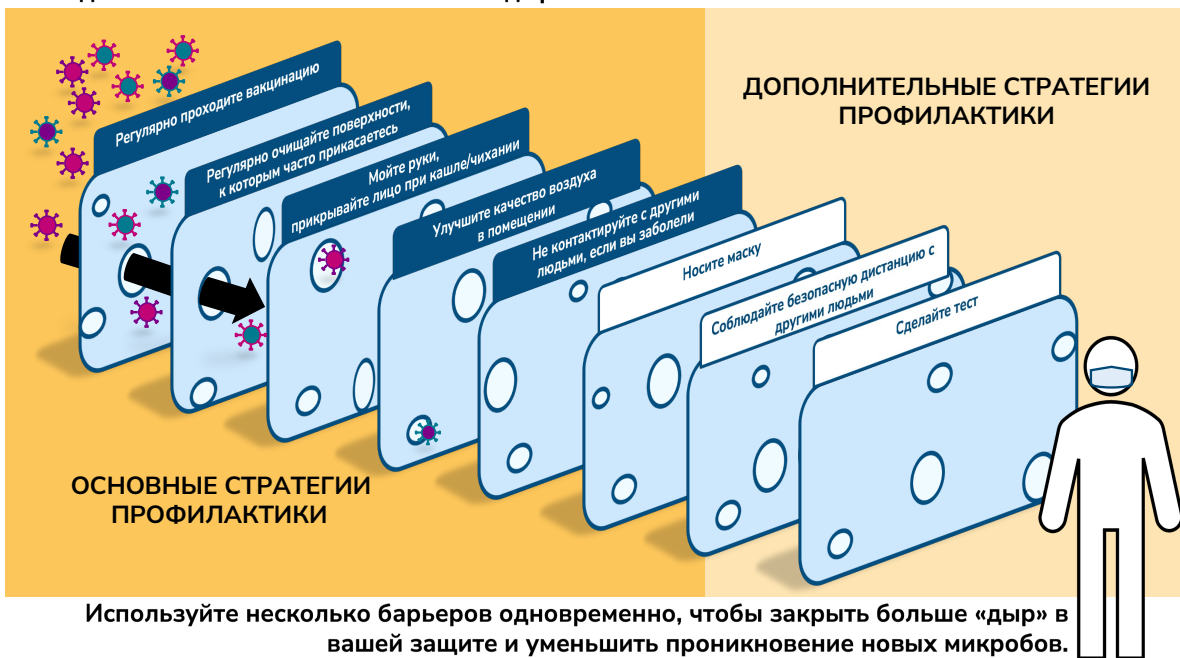 ДОПОЛНИТЕЛЬНЫЕ СТРАТЕГИИ
ПРОФИЛАКТИКИ
Регулярно проходите вакцинацию
Регулярно очищайте поверхности,
к которым часто прикасаетесь
Мойте руки,
прикрывайте лицо при кашле/чихании
Улучшите качество воздуха
в помещении
Не контактируйте с другими
людьми, если вы заболели
Носите маску
Соблюдайте безопасную дистанцию с
другими людьми
Сделайте тест
ОСНОВНЫЕ СТРАТЕГИИ
ПРОФИЛАКТИКИ
Используйте несколько барьеров одновременно, чтобы закрыть больше «дыр» в
вашей защите и уменьшить проникновение новых микробов.